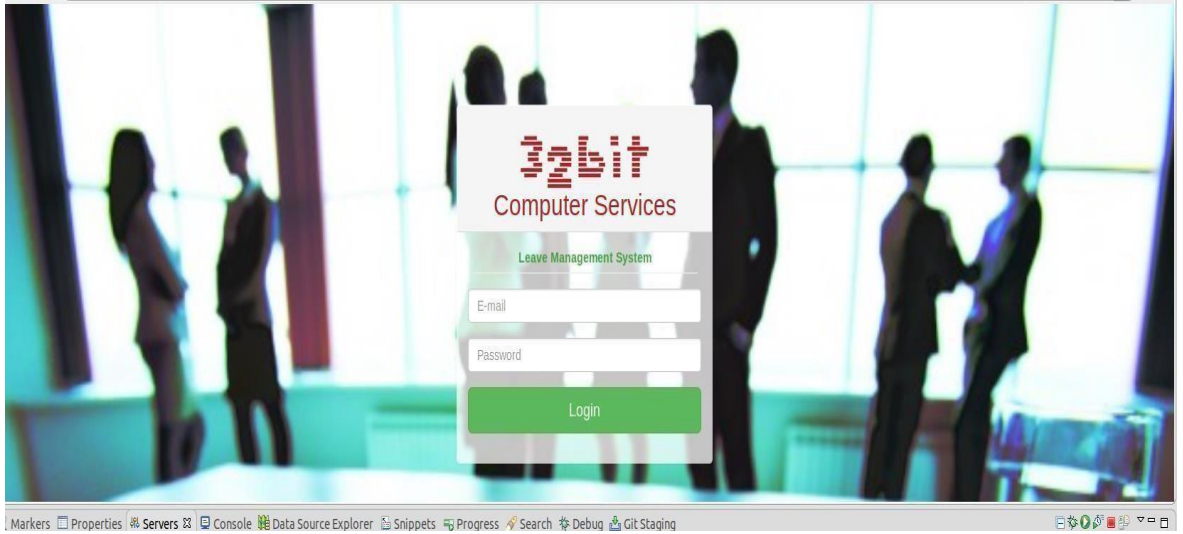 32bit
Computer Services
Leave Management System
E-mail
Password
Login
Markers Properties Servers Console Data Source Explorer Snippets Progress Search Debug Git Staging